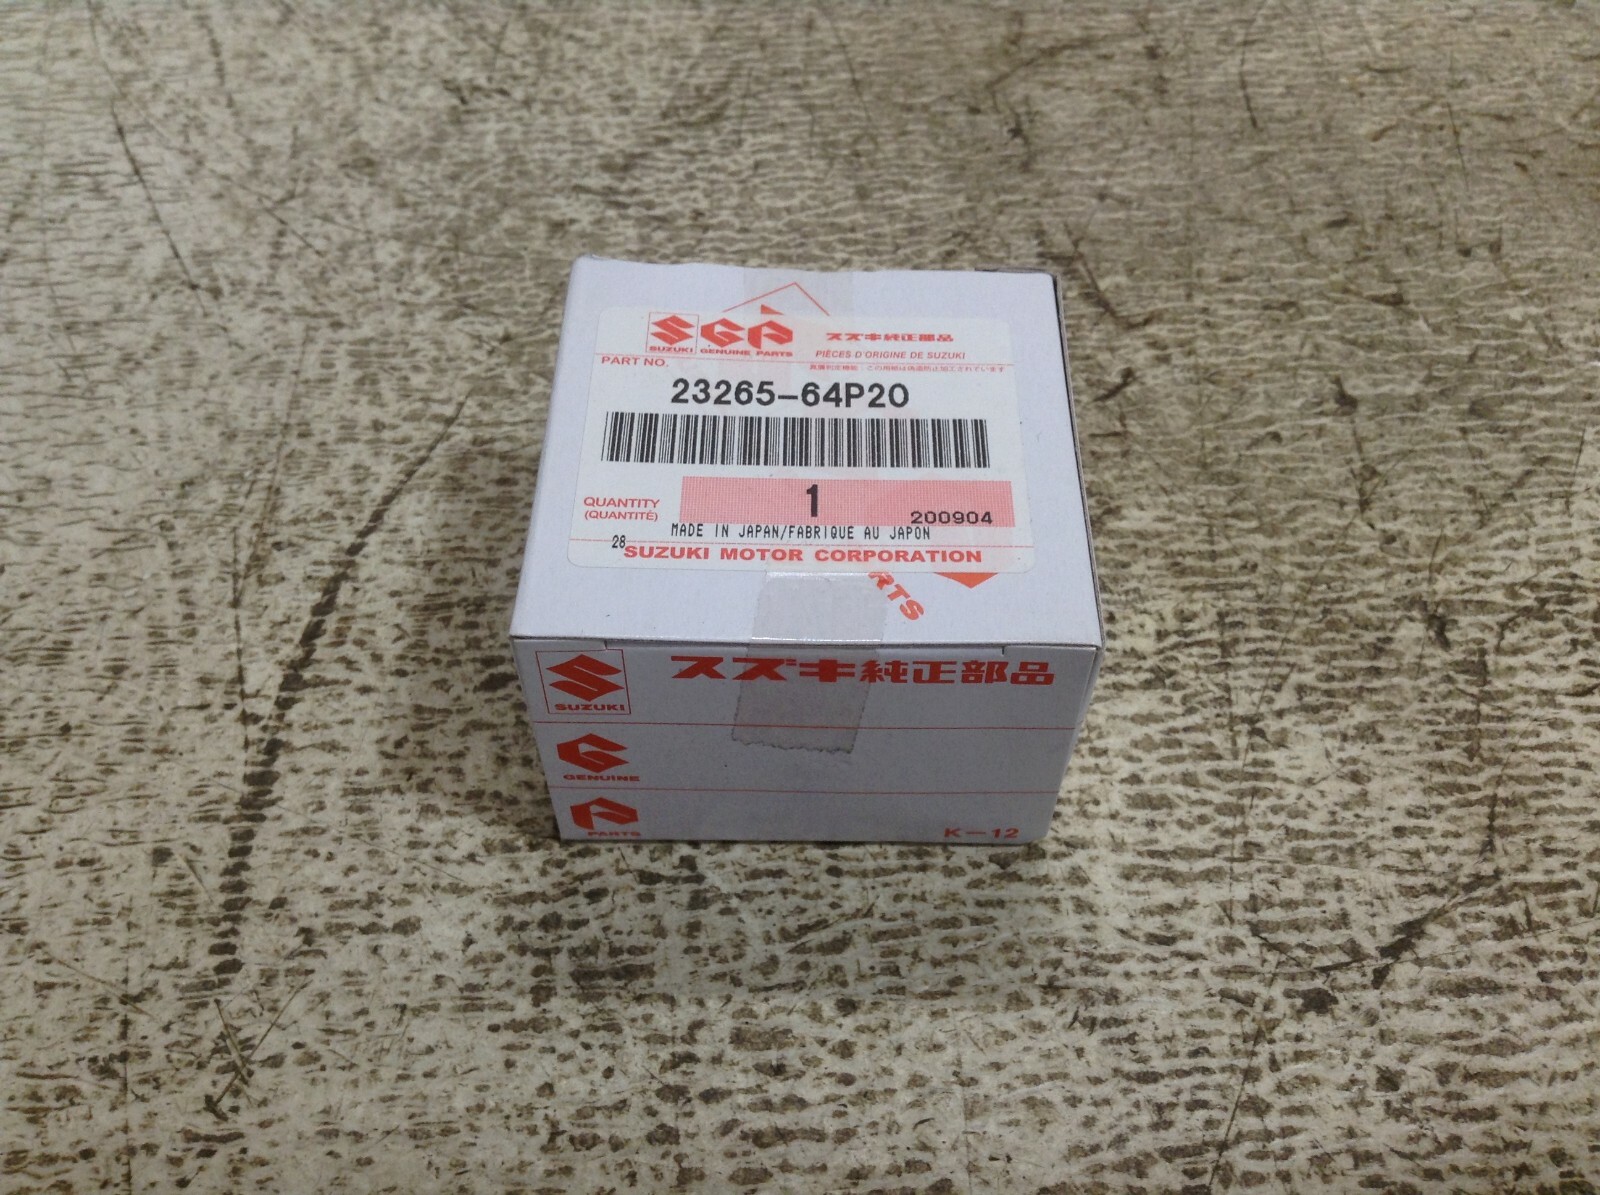 SGP
SUZUKI GENUINE PARTS
スズキ純正部品
PIÈCES D'ORIGINE DE SUZUKI
PART NO.
23265-64P20
QUANTITY
(QUANTITÉ)
1
200904
MADE IN JAPAN/FABRIQUE AU JAPON
28
SUZUKI MOTOR CORPORATION
RTS
スズキ純正部品
SUZUKI
G
GENUINE
P
PARTS
K-12